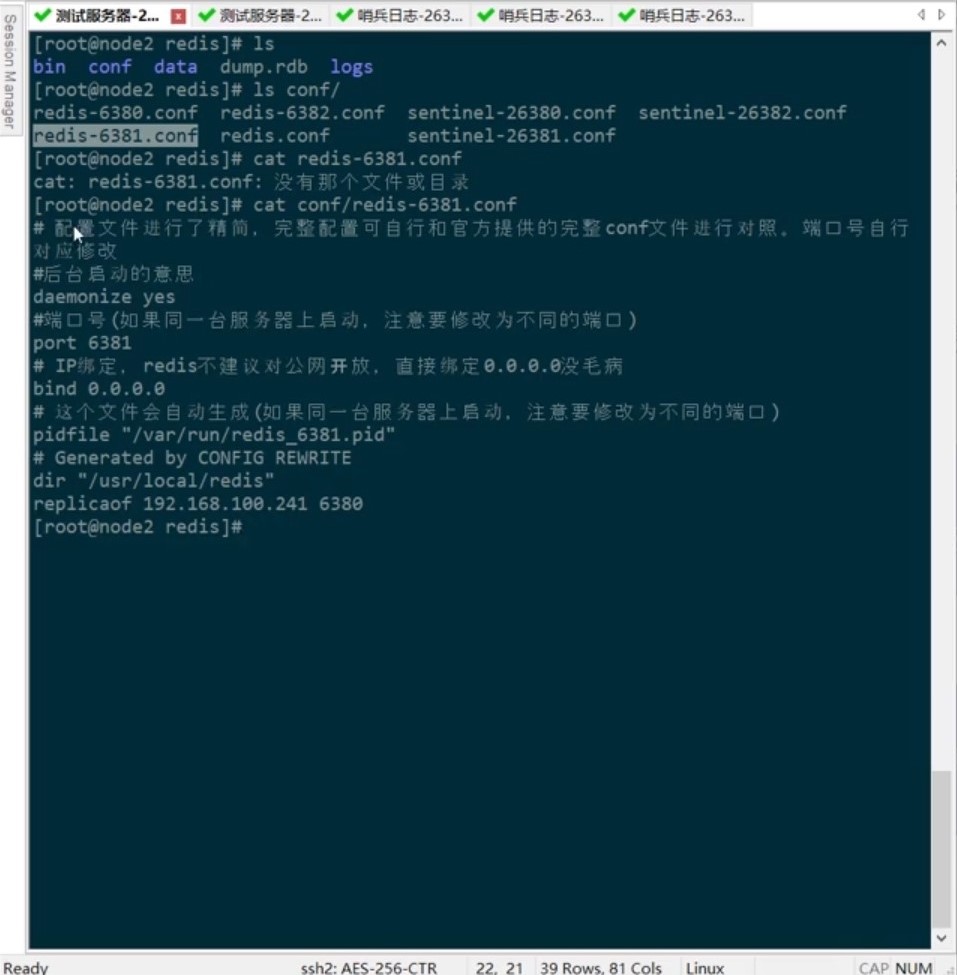 Session Manager
测试服务器-2... 测试服务器-2... 哨兵日志-263... 哨兵日志-263... 哨兵日志-263...
[root@node2 redis]# ls
bin conf data dump.rdb logs
[root@node2 redis]# ls conf/
redis-6380.conf redis-6382.conf sentinel-26380.conf sentinel-26382.conf
redis-6381.conf redis.conf sentinel-26381.conf
[root@node2 redis]# cat redis-6381.conf
cat: redis-6381.conf: 没有那个文件或目录
[root@node2 redis]# cat conf/redis-6381.conf
# 配置文件进行了精简，完整配置可自行和官方提供的完整conf文件进行对照。端口号自行
对应修改
#后台启动的意思
daemonize yes
#端口号(如果同一台服务器上启动，注意要修改为不同的端口)
port 6381
# IP绑定，redis不建议对公网开放，直接绑定0.0.0.0没毛病
bind 0.0.0.0
# 这个文件会自动生成(如果同一台服务器上启动，注意要修改为不同的端口)
pidfile "/var/run/redis_6381.pid"
# Generated by CONFIG REWRITE
dir "/usr/local/redis"
replicaof 192.168.100.241 6380
[root@node2 redis]#
Ready ssh2: AES-256-CTR 22, 21 39 Rows, 81 Cols Linux CAP NUM